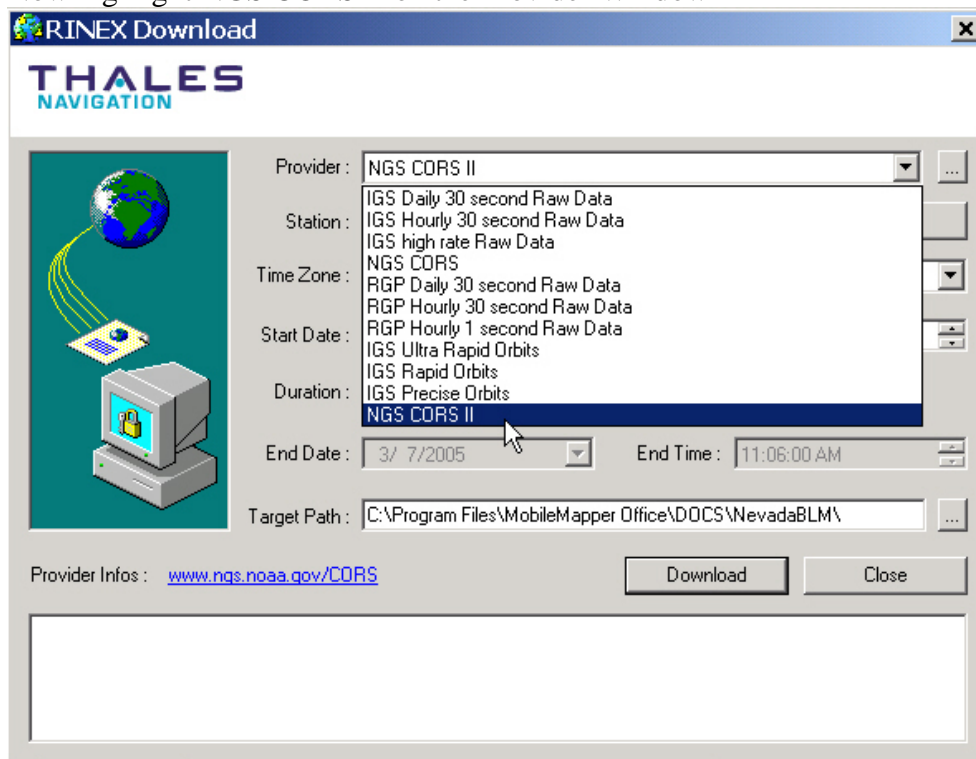 RINEX Download
THALES
NAVIGATION
Provider : NGS CORS II ...
IGS Daily 30 second Raw Data
Station : IGS Hourly 30 second Raw Data
IGS high rate Raw Data
NGS CORS
Time Zone : RGP Daily 30 second Raw Data
RGP Hourly 30 second Raw Data
Start Date : RGP Hourly 1 second Raw Data
IGS Ultra Rapid Orbits
IGS Rapid Orbits
Duration : IGS Precise Orbits
NGS CORS II
End Date : 3/ 7/2005 End Time : 11:06:00 AM
Target Path : C:\Program Files\MobileMapper Office\DOCS\NevadaBLM\ ...
Provider Infos : www.ngs.noaa.gov/CORS Download Close